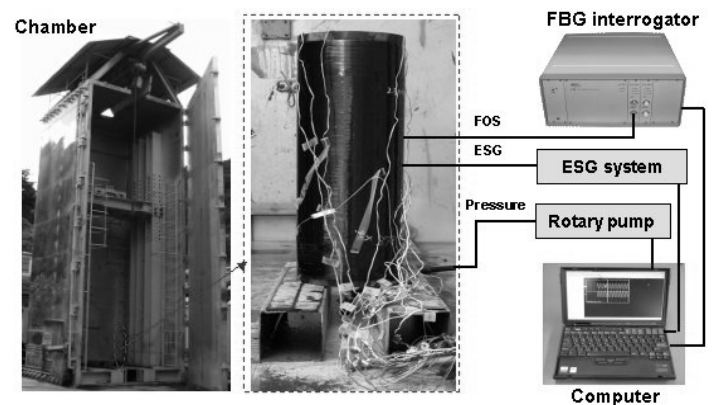 Chamber
FBG interrogator
FOS
ESG
ESG system
Pressure
Rotary pump
Computer